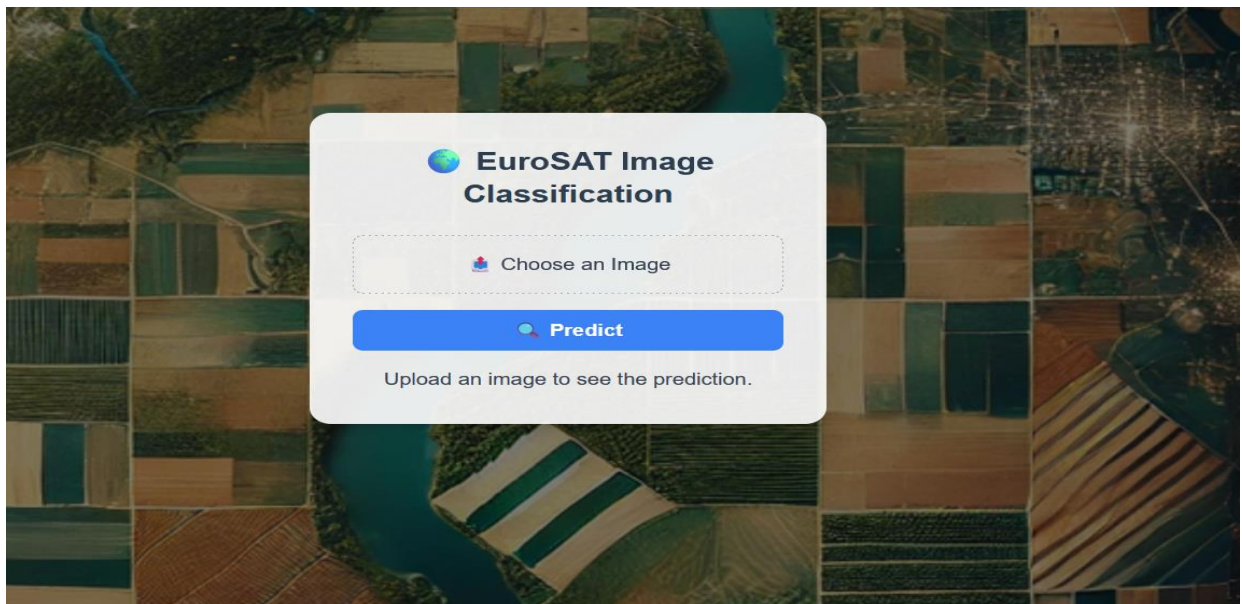 EuroSAT Image
Classification
Choose an Image
Predict
Upload an image to see the prediction.